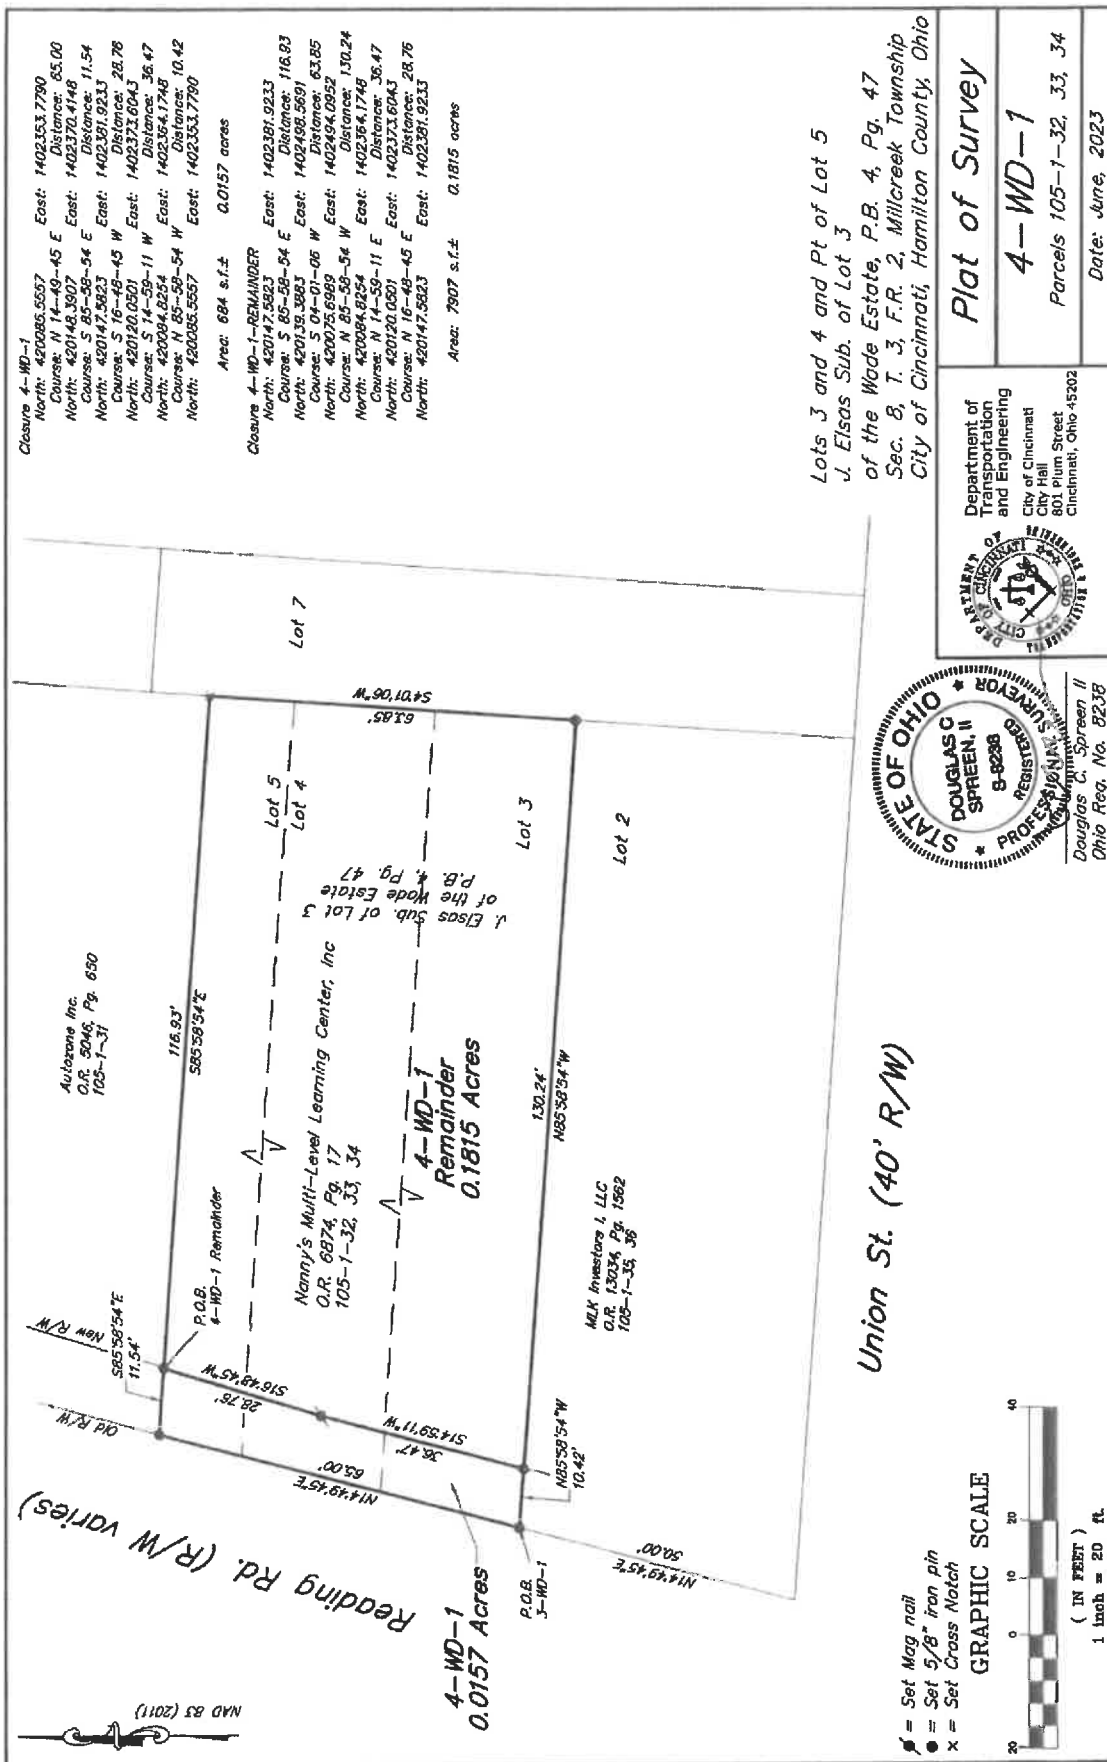 Closure 4-WD-1
North: 420085.5557 East: 1402353.7790
Course: N 14-49-45 E Distance: 65.00
North: 420148.3907 East: 1402370.4148
Course: S 85-58-54 E Distance: 11.54
North: 420147.5823 East: 1402381.9233
Course: S 16-48-45 W Distance: 28.76
North: 420120.0501 East: 1402373.6043
Course: S 14-59-11 W Distance: 36.47
North: 420084.8254 East: 1402364.1748
Course: N 85-58-54 W Distance: 10.42
North: 420085.5557 East: 1402353.7790
Area: 684 s.f.± 0.0157 acres
Closure 4-WD-1-REMAINDER
North: 420147.5823 East: 1402381.9233
Course: S 85-58-54 E Distance: 116.93
North: 420139.3883 East: 1402498.5691
Course: S 04-01-06 W Distance: 63.85
North: 420075.6989 East: 1402494.0952
Course: N 85-58-54 W Distance: 130.24
North: 420084.8254 East: 1402364.1748
Course: N 14-59-11 E Distance: 36.47
North: 420120.0501 East: 1402373.6043
Course: N 16-48-45 E Distance: 28.76
North: 420147.5823 East: 1402381.9233
Area: 7907 s.f.± 0.1815 acres
NAD 83 (2011)
Reading Rd. (R/W varies)
Old R/W
New R/W
S85°58'54"E
11.54'
P.O.B.
4-WD-1 Remainder
Autozone Inc.
O.R. 5046, Pg. 650
105-1-31
116.93'
S85°58'54"E
Lot 7
S4°01'06"W
63.85'
Lot 5
Lot 4
J. Elsas Sub. of Lot 3
of the Wade Estate
P.B. 4, Pg. 47
Nanny's Multi-Level Learning Center, Inc
O.R. 6874, Pg. 17
105-1-32, 33, 34
4-WD-1
Remainder
0.1815 Acres
Lot 3
Lot 2
S16°48'45"W
28.76'
S14°59'11"W
36.47'
N14°49'45"E
65.00'
130.24'
N85°58'54"W
N85°58'54"W
10.42'
4-WD-1
0.0157 Acres
P.O.B.
3-WD-1
N14°49'45"E
50.00'
MLK Investors I, LLC
O.R. 13034, Pg. 1562
105-1-35, 36
Union St. (40' R/W)
Lots 3 and 4 and Pt of Lot 5
J. Elsas Sub. of Lot 3
of the Wade Estate, P.B. 4, Pg. 47
Sec. 8, T. 3, F.R. 2, Millcreek Township
City of Cincinnati, Hamilton County, Ohio
= Set Mag nail
● = Set 5/8" iron pin
x = Set Cross Notch
GRAPHIC SCALE
20 0 10 20 40
( IN FEET )
1 inch = 20 ft.
STATE OF OHIO
DOUGLAS C
SPREEN, II
S-8238
REGISTERED
PROFESSIONAL SURVEYOR
Douglas C. Spreen II
Ohio Reg. No. 8238
DEPARTMENT OF
CITY OF CINCINNATI
OHIO
Department of
Transportation
and Engineering
City of Cincinnati
City Hall
801 Plum Street
Cincinnati, Ohio 45202
Plat of Survey
4-WD-1
Parcels 105-1-32, 33, 34
Date: June, 2023